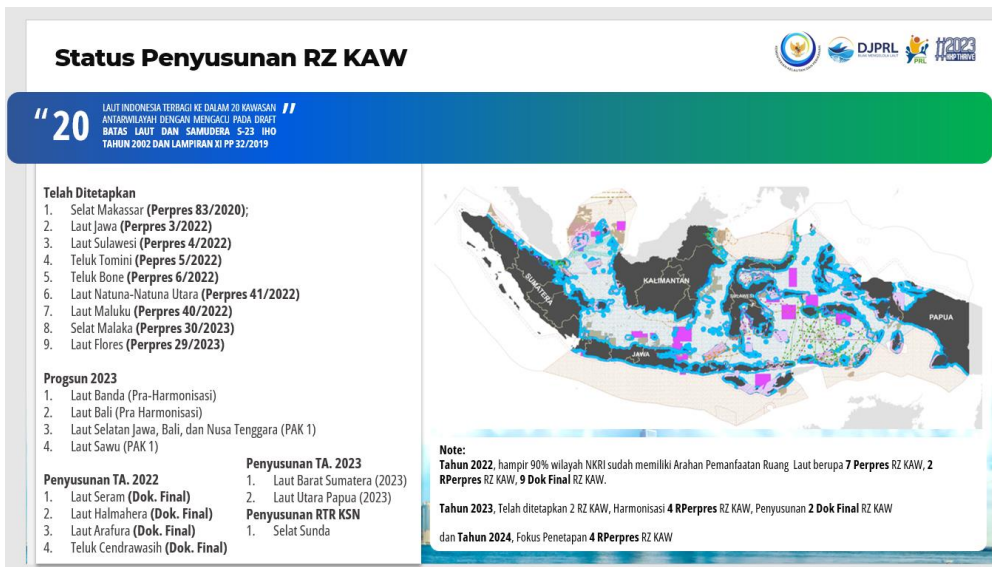 Status Penyusunan RZ KAW
DJPRL
PRL
#2023
“20
LAUT INDONESIA TERBAGI KE DALAM 20 KAWASAN
ANTARWILAYAH DENGAN MENGACU PADA DRAFT
BATAS LAUT DAN SAMUDERA S-23 IHO
TAHUN 2002 DAN LAMPIRAN XI PP 32/2019
”
Telah Ditetapkan
1. Selat Makassar (Perpres 83/2020);
2. Laut Jawa (Perpres 3/2022)
3. Laut Sulawesi (Perpres 4/2022)
4. Teluk Tomini (Pepres 5/2022)
5. Teluk Bone (Perpres 6/2022)
6. Laut Natuna-Natuna Utara (Perpres 41/2022)
7. Laut Maluku (Perpres 40/2022)
8. Selat Malaka (Perpres 30/2023)
9. Laut Flores (Perpres 29/2023)
Progsun 2023
1. Laut Banda (Pra-Harmonisasi)
2. Laut Bali (Pra Harmonisasi)
3. Laut Selatan Jawa, Bali, dan Nusa Tenggara (PAK 1)
4. Laut Sawu (PAK 1)
Penyusunan TA. 2022
1. Laut Seram (Dok. Final)
2. Laut Halmahera (Dok. Final)
3. Laut Arafura (Dok. Final)
4. Teluk Cendrawasih (Dok. Final)
Penyusunan TA. 2023
1. Laut Barat Sumatera (2023)
2. Laut Utara Papua (2023)
Penyusunan RTR KSN
1. Selat Sunda
SUMATERA
KALIMANTAN
JAWA
PAPUA
Note:
Tahun 2022, hampir 90% wilayah NKRI sudah memiliki Arahan Pemanfaatan Ruang Laut berupa 7 Perpres RZ KAW, 2
RPerpres RZ KAW, 9 Dok Final RZ KAW.
Tahun 2023, Telah ditetapkan 2 RZ KAW, Harmonisasi 4 RPerpres RZ KAW, Penyusunan 2 Dok Final RZ KAW
dan Tahun 2024, Fokus Penetapan 4 RPerpres RZ KAW